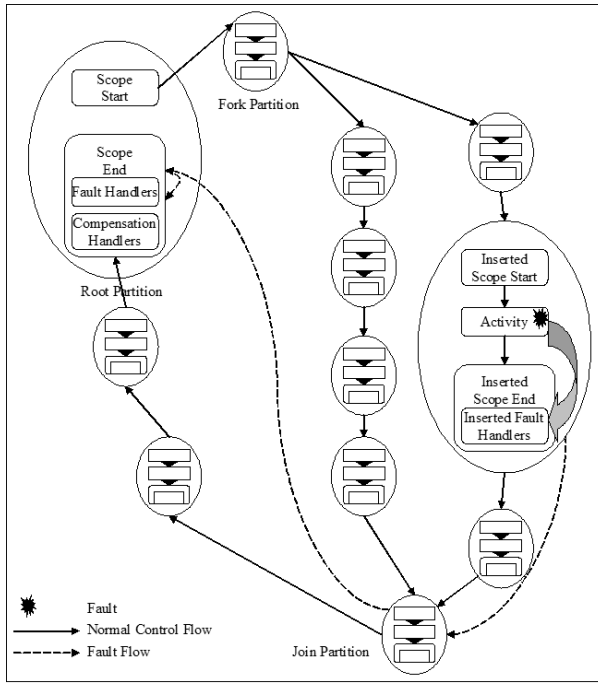 Scope
Start
Fork Partition
Scope
End
Fault Handlers
Compensation
Handlers
Root Partition
Inserted
Scope Start
Activity
Inserted
Scope End
Inserted Fault
Handlers
Fault
Normal Control Flow
Fault Flow
Join Partition